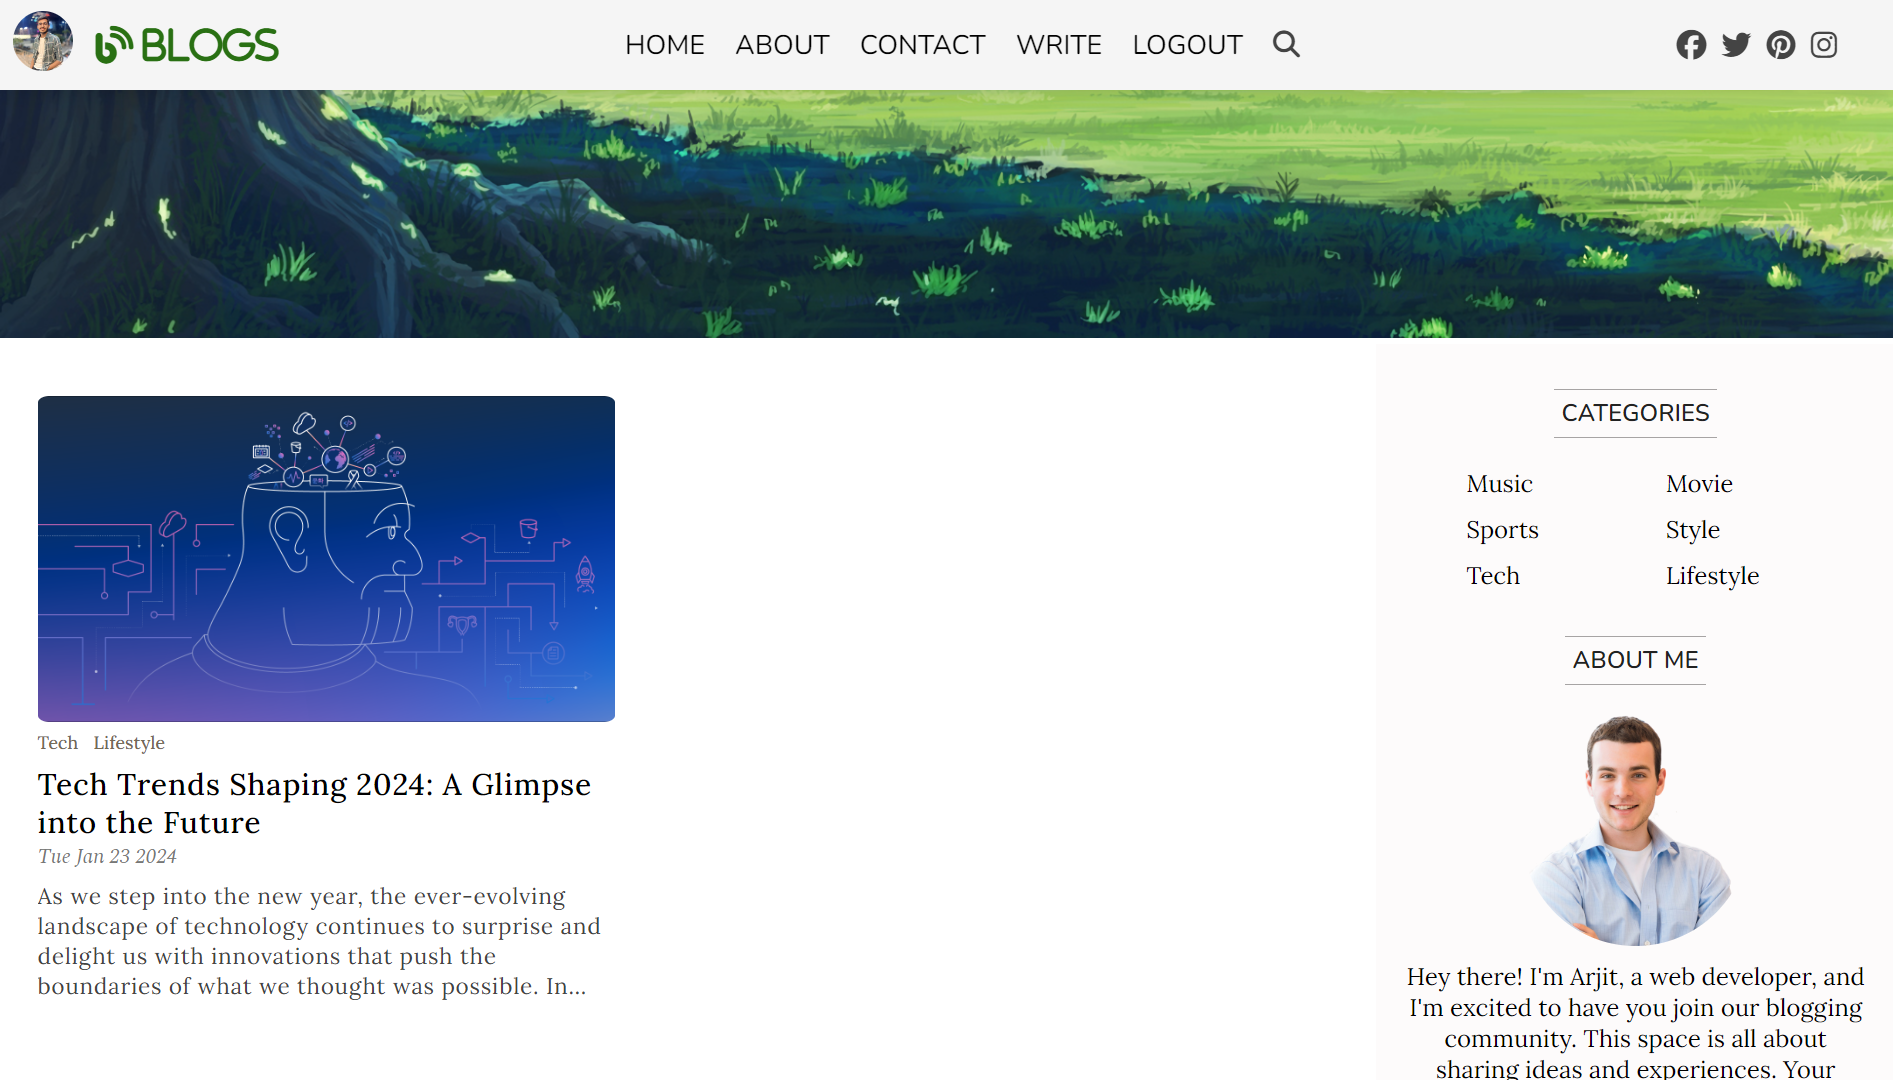 BLOGS
HOME ABOUT CONTACT WRITE LOGOUT
Tech Lifestyle
Tech Trends Shaping 2024: A Glimpse
into the Future
Tue Jan 23 2024
As we step into the new year, the ever-evolving
landscape of technology continues to surprise and
delight us with innovations that push the
boundaries of what we thought was possible. In...
CATEGORIES
Music Movie
Sports Style
Tech Lifestyle
ABOUT ME
Hey there! I'm Arjit, a web developer, and
I'm excited to have you join our blogging
community. This space is all about
sharing ideas and experiences. Your